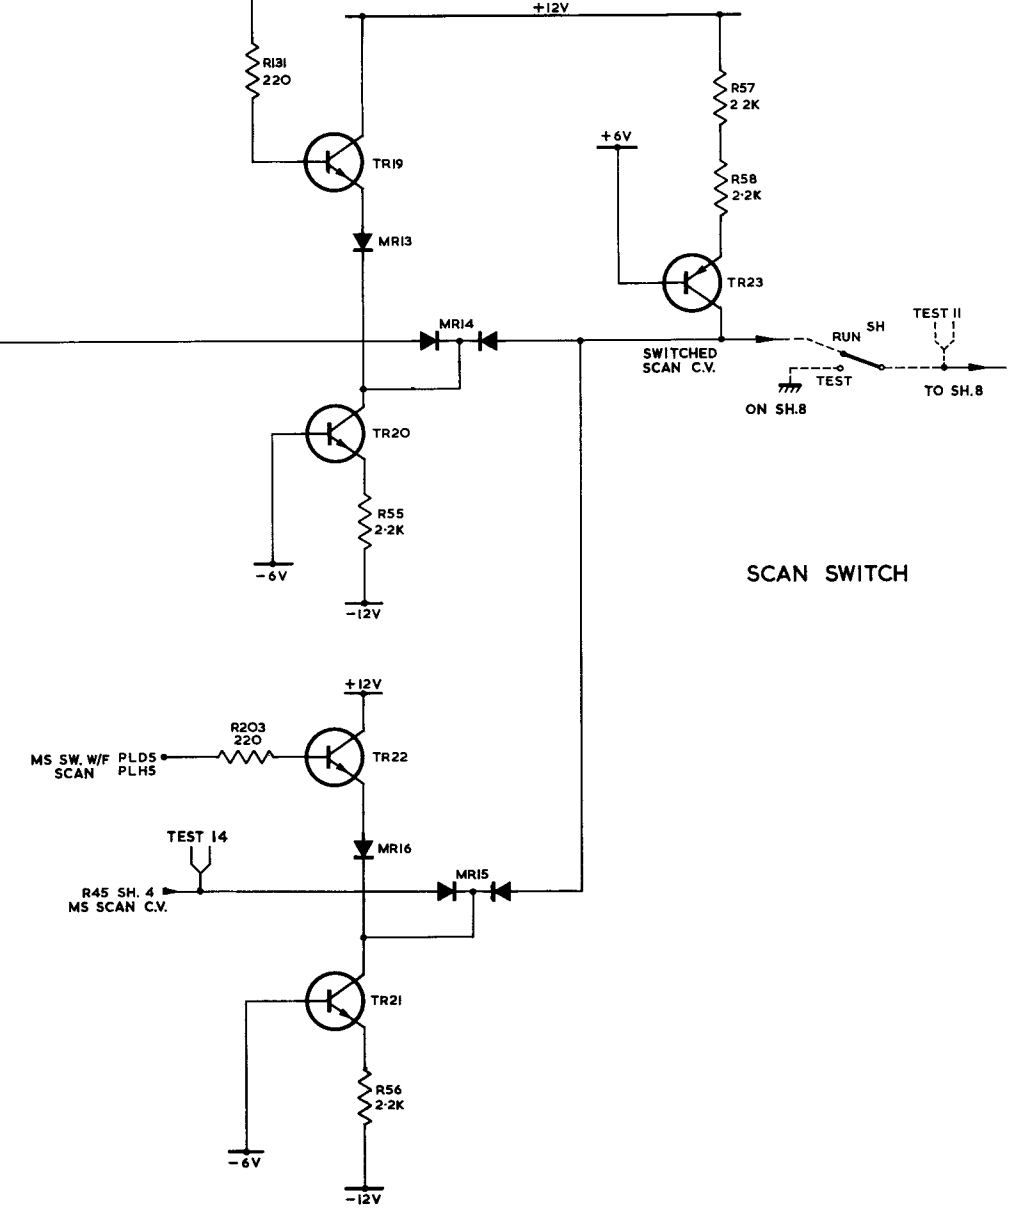 +12V
R131
220
R57
2 2K
+6V
TR19
R58
2·2K
MR13
TR23
MR14
TEST 11
SH
RUN
SWITCHED
SCAN C.V.
TEST
TO SH.8
ON SH.8
TR20
R55
2·2K
-6V
SCAN SWITCH
-12V
+12V
R203
220
MS SW. W/F PLD5
SCAN PLH5
TR22
TEST 14
MR16
MR15
R45 SH. 4
MS SCAN C.V.
TR21
R56
2·2K
-6V
-12V